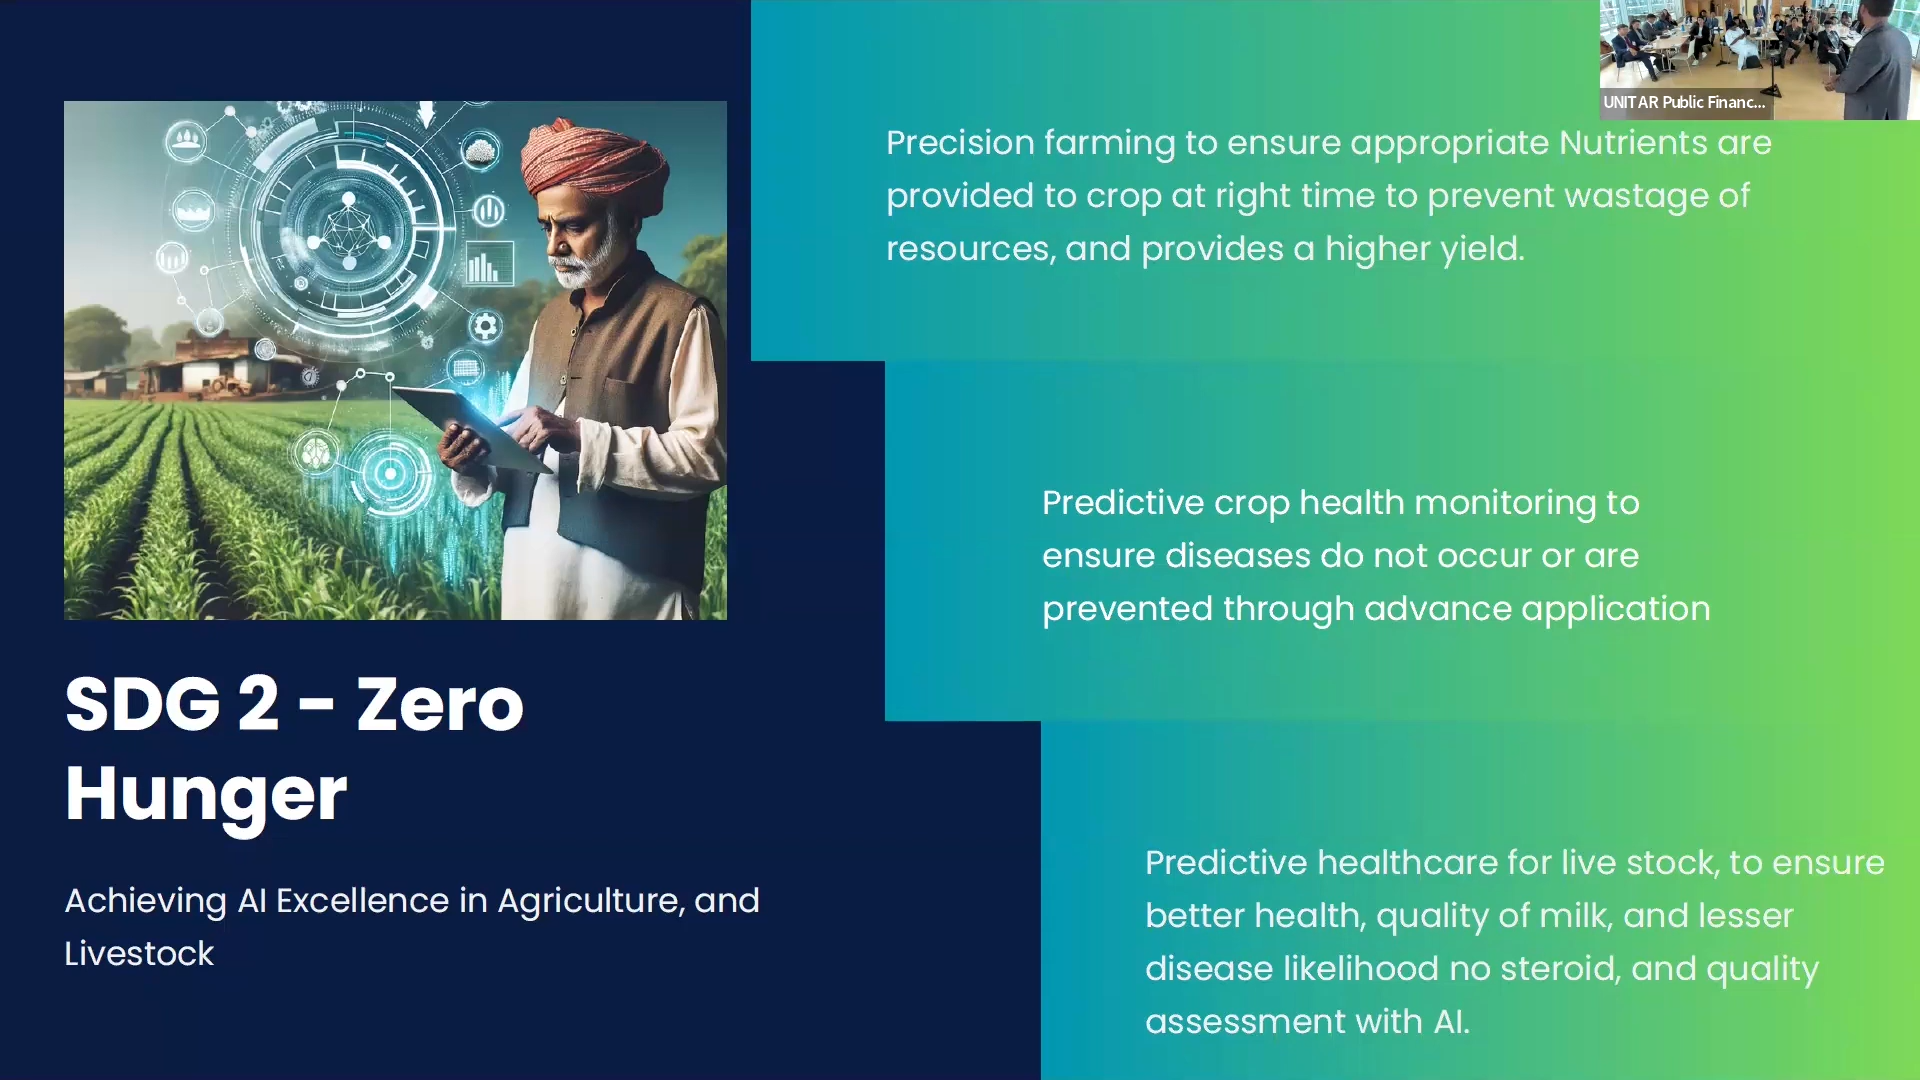 UNITAR Public Financ...
Precision farming to ensure appropriate Nutrients are
provided to crop at right time to prevent wastage of
resources, and provides a higher yield.
Predictive crop health monitoring to
ensure diseases do not occur or are
prevented through advance application
SDG 2 - Zero
Hunger
Achieving AI Excellence in Agriculture, and
Livestock
Predictive healthcare for live stock, to ensure
better health, quality of milk, and lesser
disease likelihood no steroid, and quality
assessment with AI.